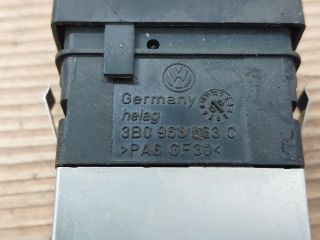 Germany
helag
3B0 963 563 C
>PA6 GF30<